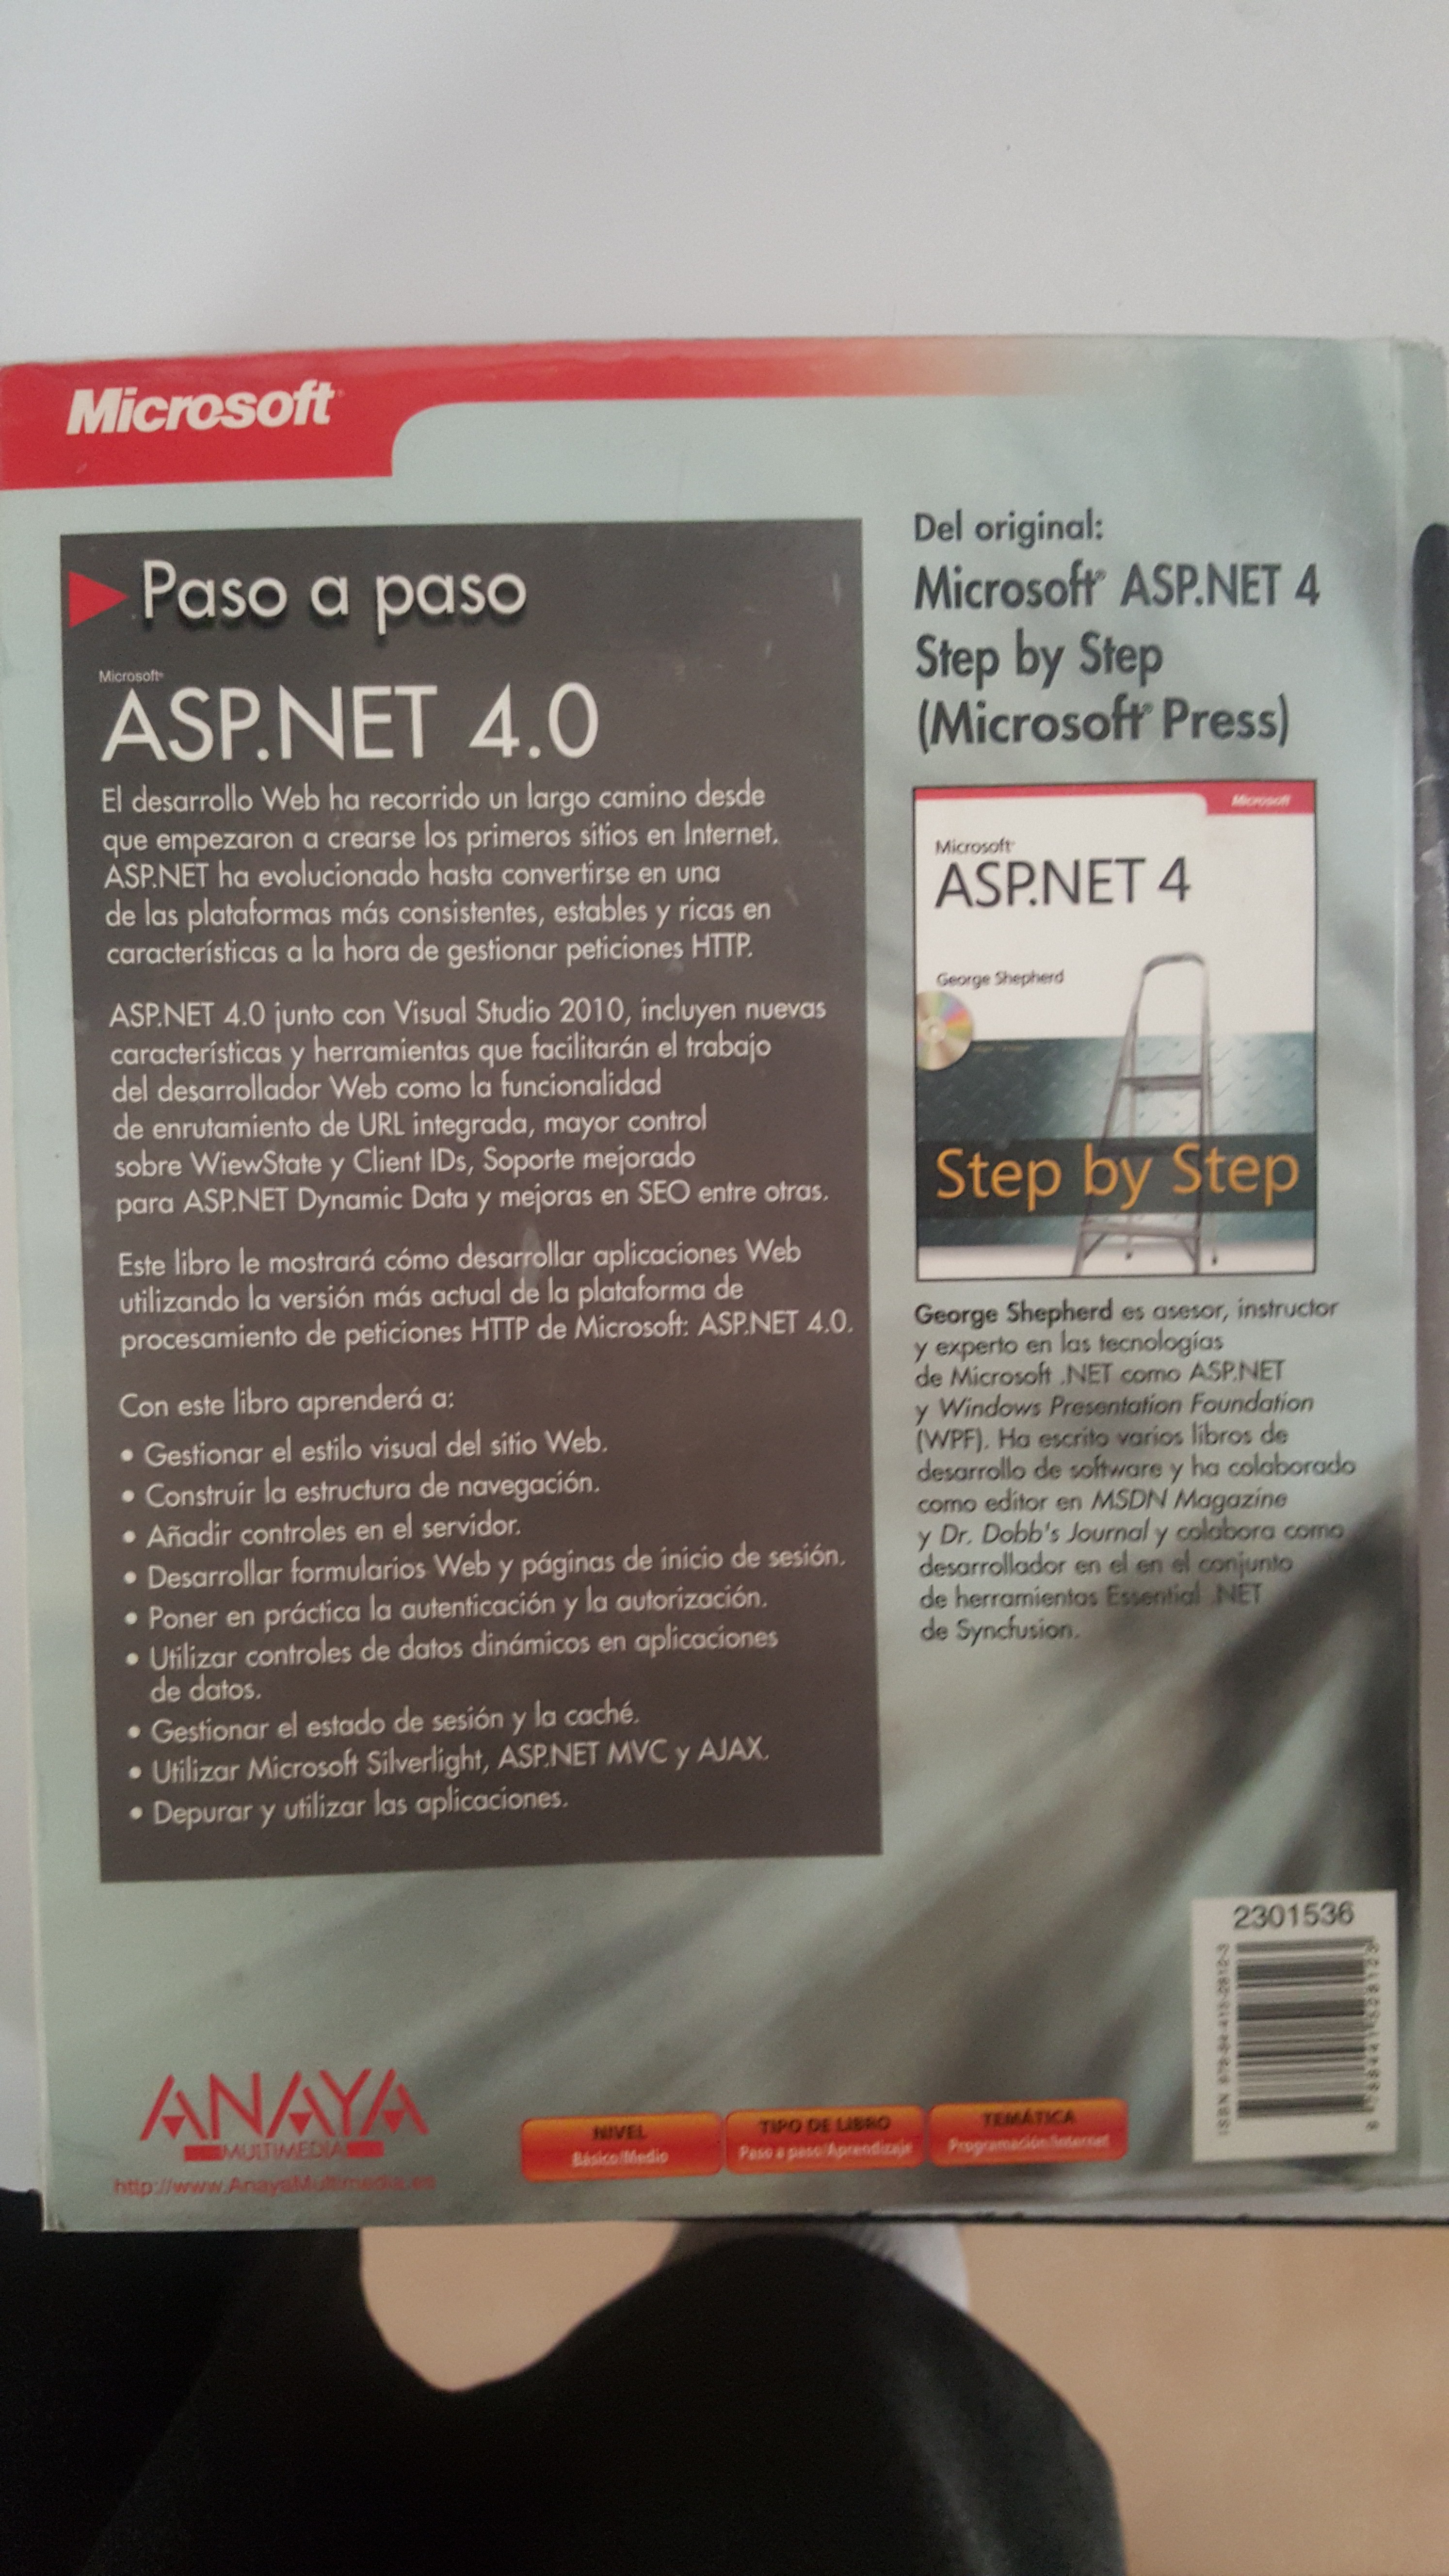 Microsoft
Paso a paso
Microsoft®
ASP.NET 4.0
El desarrollo Web ha recorrido un largo camino desde
que empezaron a crearse los primeros sitios en Internet.
ASP.NET ha evolucionado hasta convertirse en una
de las plataformas más consistentes, estables y ricas en
características a la hora de gestionar peticiones HTTP.
ASP.NET 4.0 junto con Visual Studio 2010, incluyen nuevas
características y herramientas que facilitarán el trabajo
del desarrollador Web como la funcionalidad
de enrutamiento de URL integrada, mayor control
sobre WiewState y Client IDs, Soporte mejorado
para ASP.NET Dynamic Data y mejoras en SEO entre otras.
Este libro le mostrará cómo desarrollar aplicaciones Web
utilizando la versión más actual de la plataforma de
procesamiento de peticiones HTTP de Microsoft: ASP.NET 4.0.
Con este libro aprenderá a:
• Gestionar el estilo visual del sitio Web.
• Construir la estructura de navegación.
• Añadir controles en el servidor.
• Desarrollar formularios Web y páginas de inicio de sesión.
• Poner en práctica la autenticación y la autorización.
• Utilizar controles de datos dinámicos en aplicaciones
de datos.
• Gestionar el estado de sesión y la caché.
• Utilizar Microsoft Silverlight, ASP.NET MVC y AJAX.
• Depurar y utilizar las aplicaciones.
Del original:
Microsoft® ASP.NET 4
Step by Step
(Microsoft® Press)
Microsoft
Microsoft®
ASP.NET 4
George Shepherd
Step by Step
George Shepherd es asesor, instructor
y experto en las tecnologías
de Microsoft .NET como ASP.NET
y Windows Presentation Foundation
(WPF). Ha escrito varios libros de
desarrollo de software y ha colaborado
como editor en MSDN Magazine
y Dr. Dobb's Journal y colabora como
desarrollador en el en el conjunto
de herramientas Essential .NET
de Syncfusion.
2301536
ISBN 978-84-415-2812-3
9 788441 528123
ANAYA
MULTIMEDIA
http://www.AnayaMultimedia.es
NIVEL
Básico/Medio
TIPO DE LIBRO
Paso a paso/Aprendizaje
TEMÁTICA
Programación/Internet